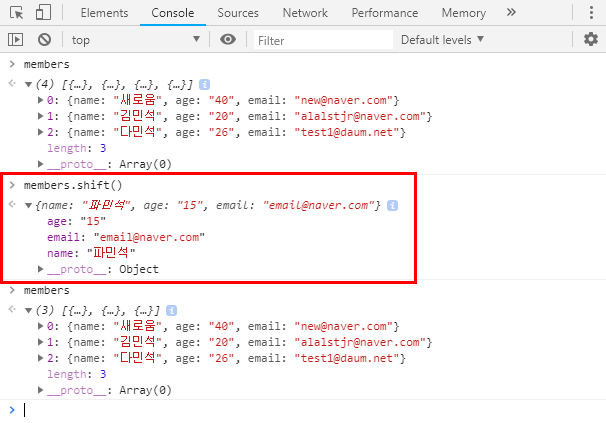 Elements Console Sources Network Performance Memory »
top Filter Default levels
> members
(4) [{…}, {…}, {…}, {…}] i
0: {name: "새로움", age: "40", email: "new@naver.com"}
1: {name: "김민석", age: "20", email: "alalstjr@naver.com"}
2: {name: "다민석", age: "26", email: "test1@daum.net"}
length: 3
__proto__: Array(0)
> members.shift()
{name: "파민석", age: "15", email: "email@naver.com"} i
age: "15"
email: "email@naver.com"
name: "파민석"
__proto__: Object
> members
(3) [{…}, {…}, {…}] i
0: {name: "새로움", age: "40", email: "new@naver.com"}
1: {name: "김민석", age: "20", email: "alalstjr@naver.com"}
2: {name: "다민석", age: "26", email: "test1@daum.net"}
length: 3
__proto__: Array(0)
>